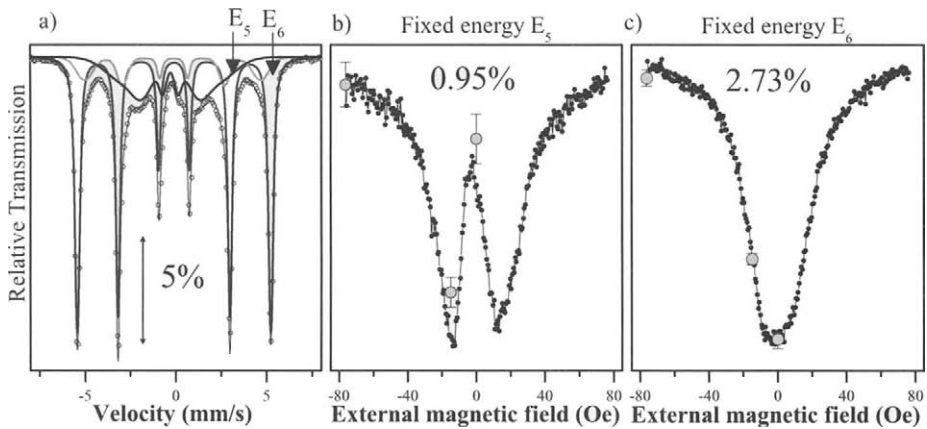 a)
E5
E6
Relative Transmission
5%
-5
0
5
Velocity (mm/s)
b)
Fixed energy E5
0.95%
-80
-40
0
40
80
External magnetic field (Oe)
c)
Fixed energy E6
2.73%
-80
-40
0
40
80
External magnetic field (Oe)